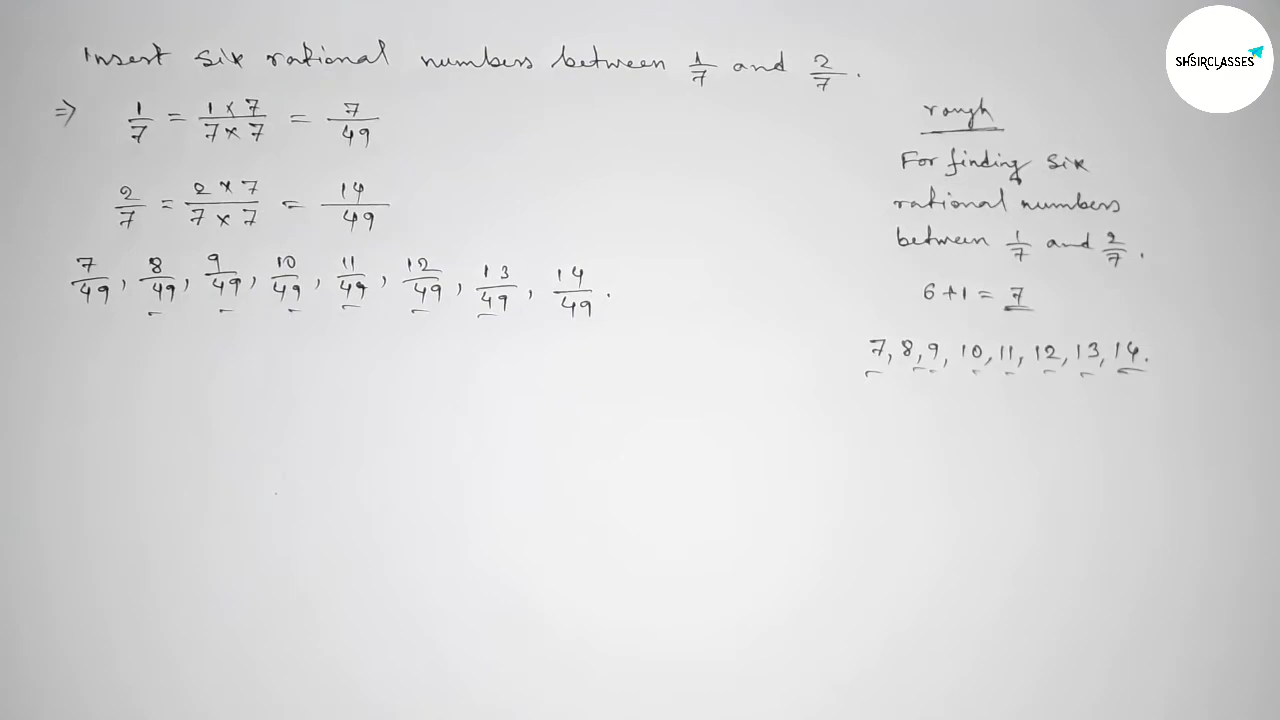 Insert six rational numbers between 1/7 and 2/7.
⇒ 1/7 = 1×7/7×7 = 7/49
2/7 = 2×7/7×7 = 14/49
7/49, 8/49, 9/49, 10/49, 11/49, 12/49, 13/49, 14/49.
rough
For finding six
rational numbers
between 1/7 and 2/7.
6+1 = 7
7, 8, 9, 10, 11, 12, 13, 14.
SHSIRCLASSES